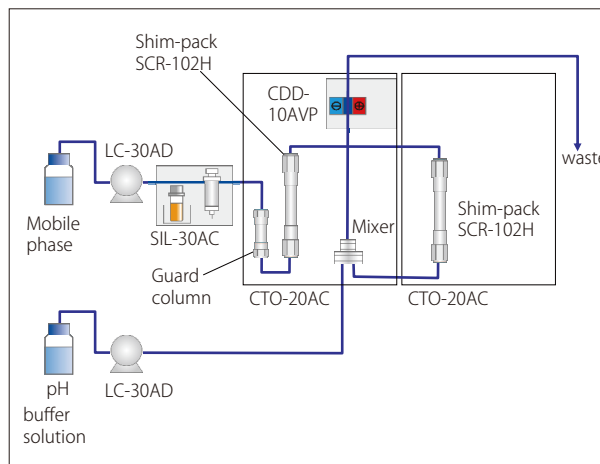 Shim-pack
SCR-102H
CDD-
10AVP
LC-30AD
waste
Mobile
phase
SIL-30AC
Mixer
Shim-pack
SCR-102H
Guard
column
CTO-20AC
CTO-20AC
LC-30AD
pH
buffer
solution